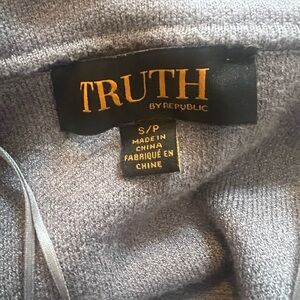 TRUTH
BY REPUBLIC
S/P
MADE IN
CHINA
FABRIQUÉ EN
CHINE